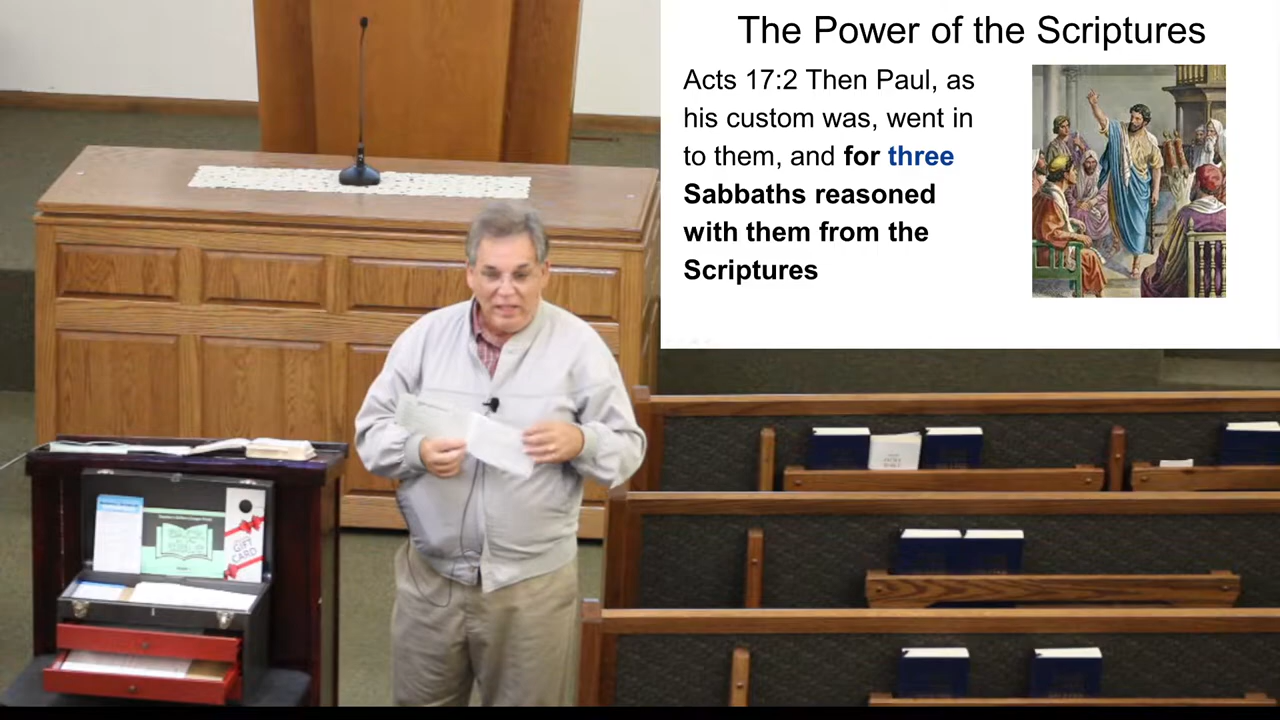 The Power of the Scriptures
Acts 17:2 Then Paul, as
his custom was, went in
to them, and for three
Sabbaths reasoned
with them from the
Scriptures
GIFT
CARD